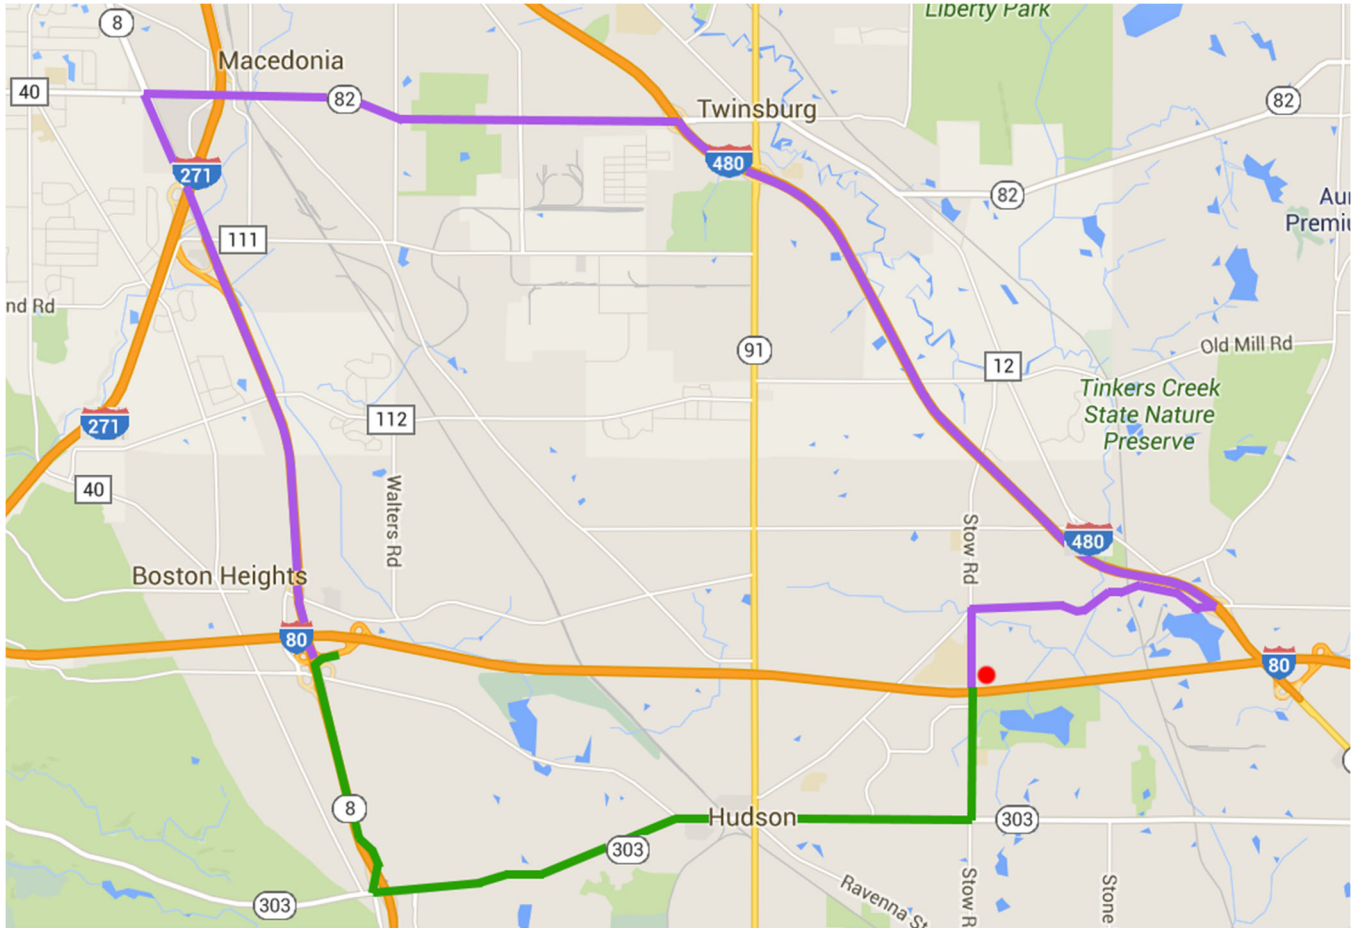 Liberty Park
8
Macedonia
40
82
Twinsburg
82
480
271
82
Aur
Premiu
111
nd Rd
91
Old Mill Rd
12
Tinkers Creek
State Nature
Preserve
112
271
40
Walters Rd
Stow Rd
480
Boston Heights
80
80
8
Hudson
303
303
303
Ravenna St
Stow R
Stone